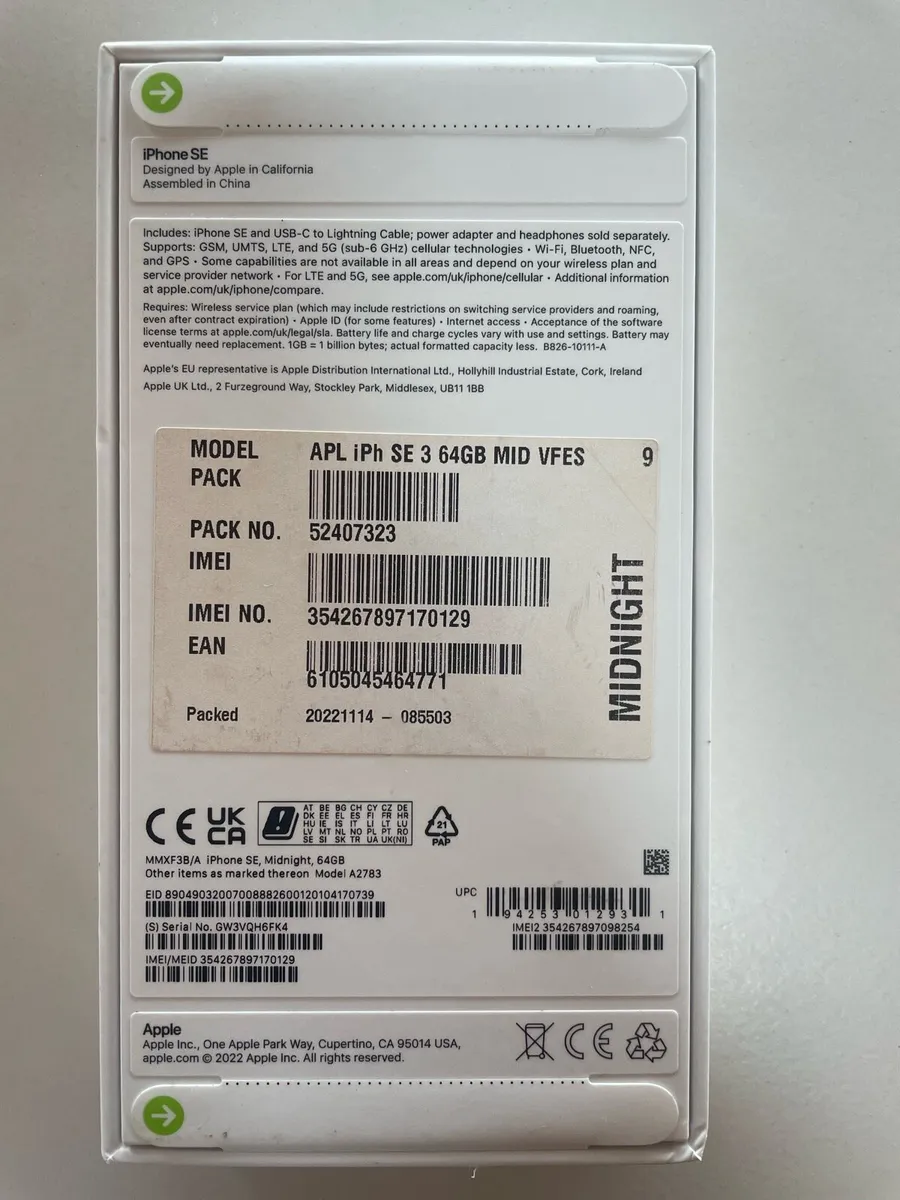 iPhone SE
Designed by Apple in California
Assembled in China
Includes: iPhone SE and USB-C to Lightning Cable; power adapter and headphones sold separately.
Supports: GSM, UMTS, LTE, and 5G (sub-6 GHz) cellular technologies • Wi-Fi, Bluetooth, NFC,
and GPS • Some capabilities are not available in all areas and depend on your wireless plan and
service provider network • For LTE and 5G, see apple.com/uk/iphone/cellular • Additional information
at apple.com/uk/iphone/compare.
Requires: Wireless service plan (which may include restrictions on switching service providers and roaming,
even after contract expiration) • Apple ID (for some features) • Internet access • Acceptance of the software
license terms at apple.com/uk/legal/sla. Battery life and charge cycles vary with use and settings. Battery may
eventually need replacement. 1GB = 1 billion bytes; actual formatted capacity less. B826-10111-A
Apple's EU representative is Apple Distribution International Ltd., Hollyhill Industrial Estate, Cork, Ireland
Apple UK Ltd., 2 Furzeground Way, Stockley Park, Middlesex, UB11 1BB
MODEL APL iPh SE 3 64GB MID VFES 9
PACK
PACK NO. 52407323
IMEI
IMEI NO. 354267897170129
EAN
6105045464771
Packed 20221114 – 085503
MIDNIGHT
CE UK CA
AT BE BG CH CY CZ DE
DK EE EL ES FI FR HR
HU IE IS IT LI LT LU
LV MT NL NO PL PT RO
SE SI SK TR UA UK(NI)
21
PAP
MMXF3B/A iPhone SE, Midnight, 64GB
Other items as marked thereon Model A2783
EID 89049032007008882600120104170739
UPC
1 94253 01293 1
(S) Serial No. GW3VQH6FK4
IMEI2 354267897098254
IMEI/MEID 354267897170129
Apple
Apple Inc., One Apple Park Way, Cupertino, CA 95014 USA,
apple.com © 2022 Apple Inc. All rights reserved.
CE